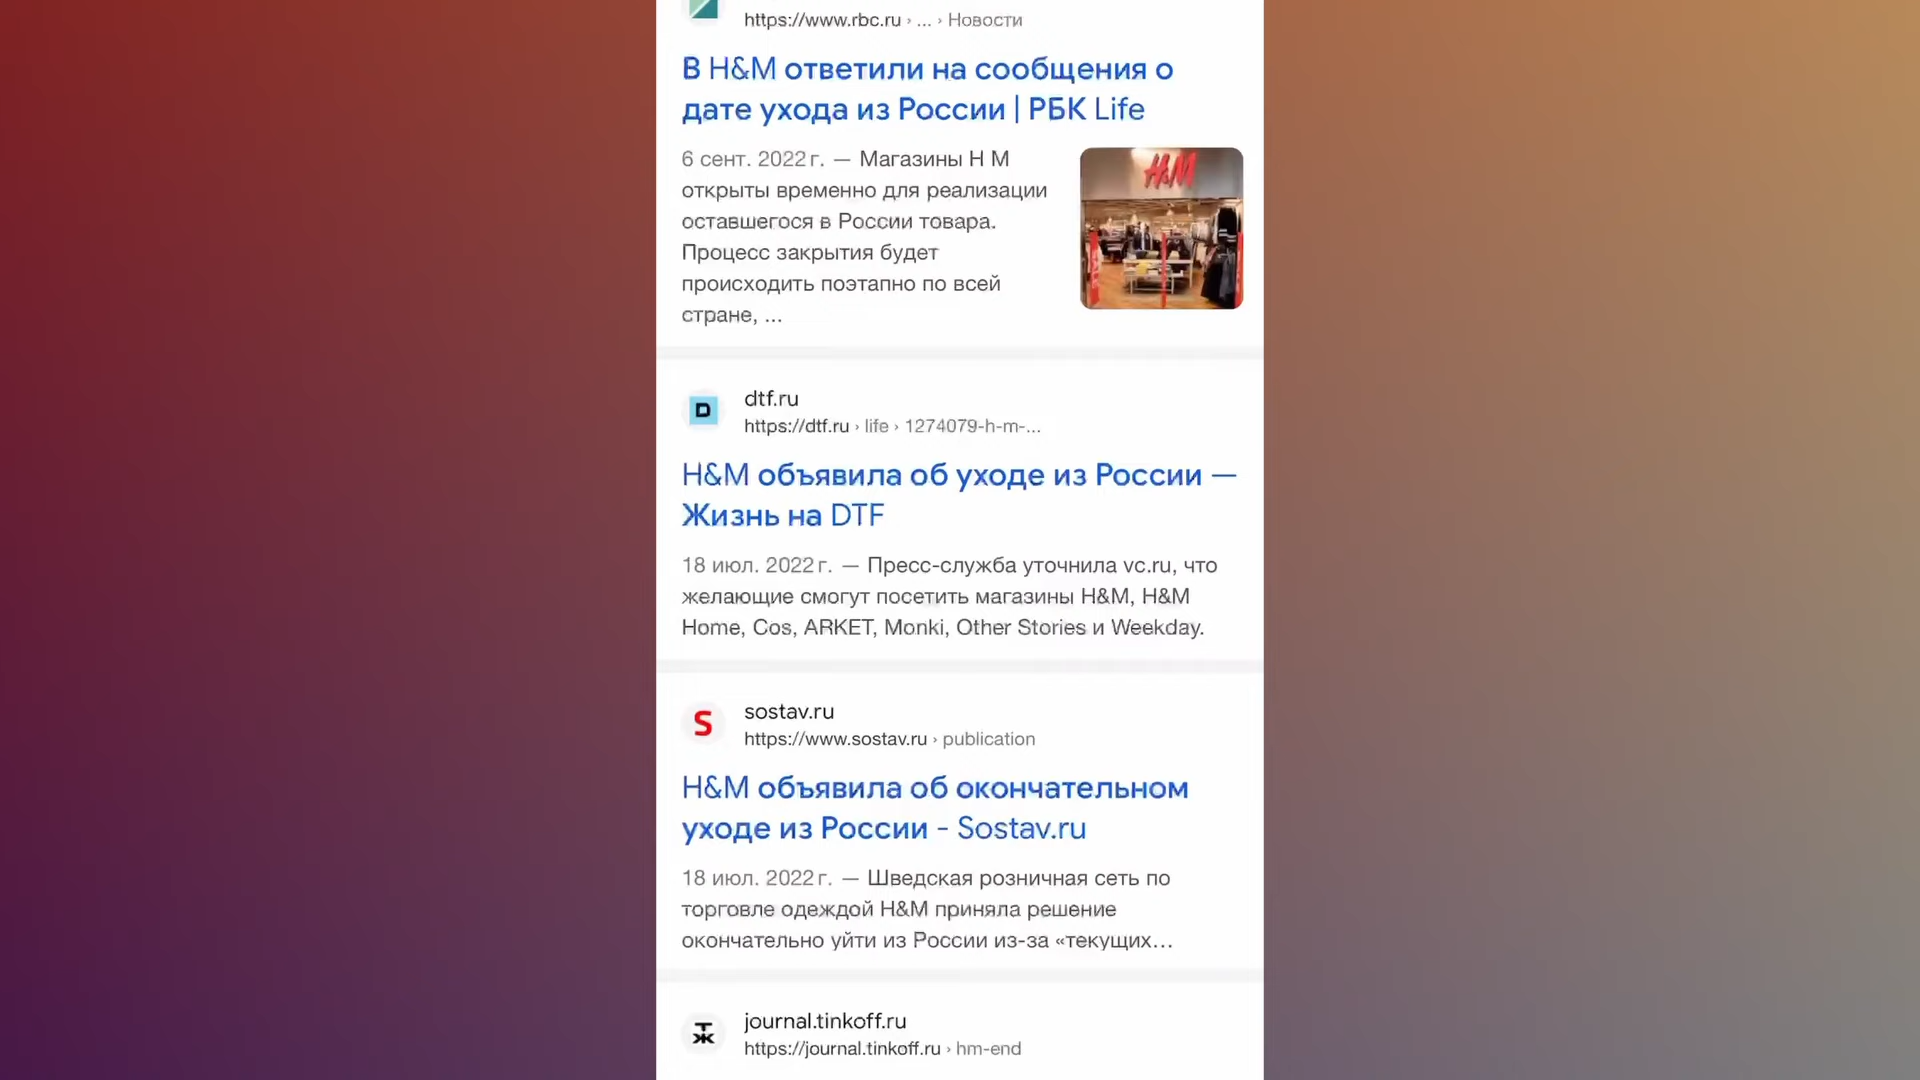 https://www.rbc.ru › ... › Новости
В H&M ответили на сообщения о
дате ухода из России | РБК Life
6 сент. 2022 г. — Магазины H M
открыты временно для реализации
оставшегося в России товара.
Процесс закрытия будет
происходить поэтапно по всей
стране, ...
H&M
dtf.ru
https://dtf.ru › life › 1274079-h-m-...
H&M объявила об уходе из России —
Жизнь на DTF
18 июл. 2022 г. — Пресс-служба уточнила vc.ru, что
желающие смогут посетить магазины H&M, H&M
Home, Cos, ARKET, Monki, Other Stories и Weekday.
sostav.ru
https://www.sostav.ru › publication
H&M объявила об окончательном
уходе из России - Sostav.ru
18 июл. 2022 г. — Шведская розничная сеть по
торговле одеждой H&M приняла решение
окончательно уйти из России из-за «текущих...
journal.tinkoff.ru
https://journal.tinkoff.ru › hm-end